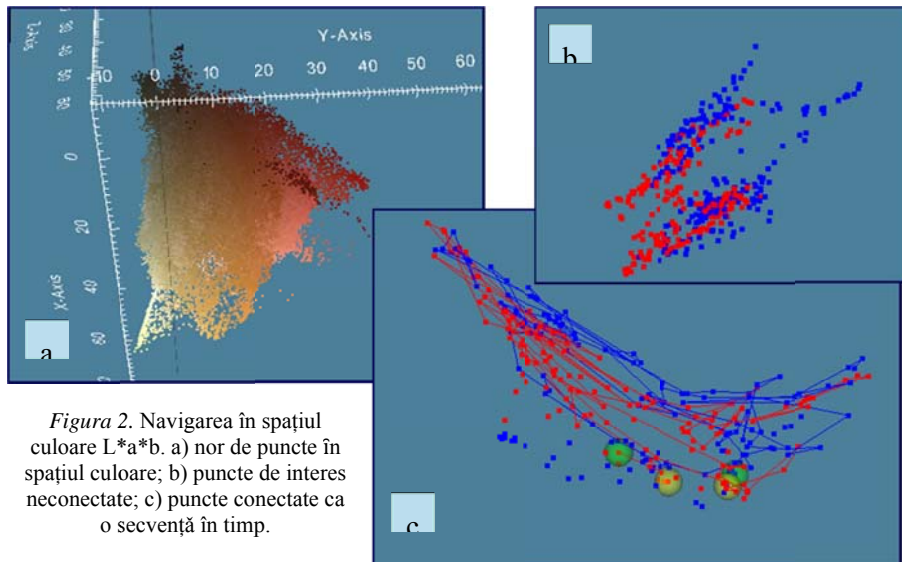 Y-Axis
Z-Axis
-10 0 10 20 30 40 50 60
0
20
40
60
X-Axis
a
b
c
Figura 2. Navigarea în spațiul
culoare L*a*b. a) nor de puncte în
spațiul culoare; b) puncte de interes
neconectate; c) puncte conectate ca
o secvență în timp.